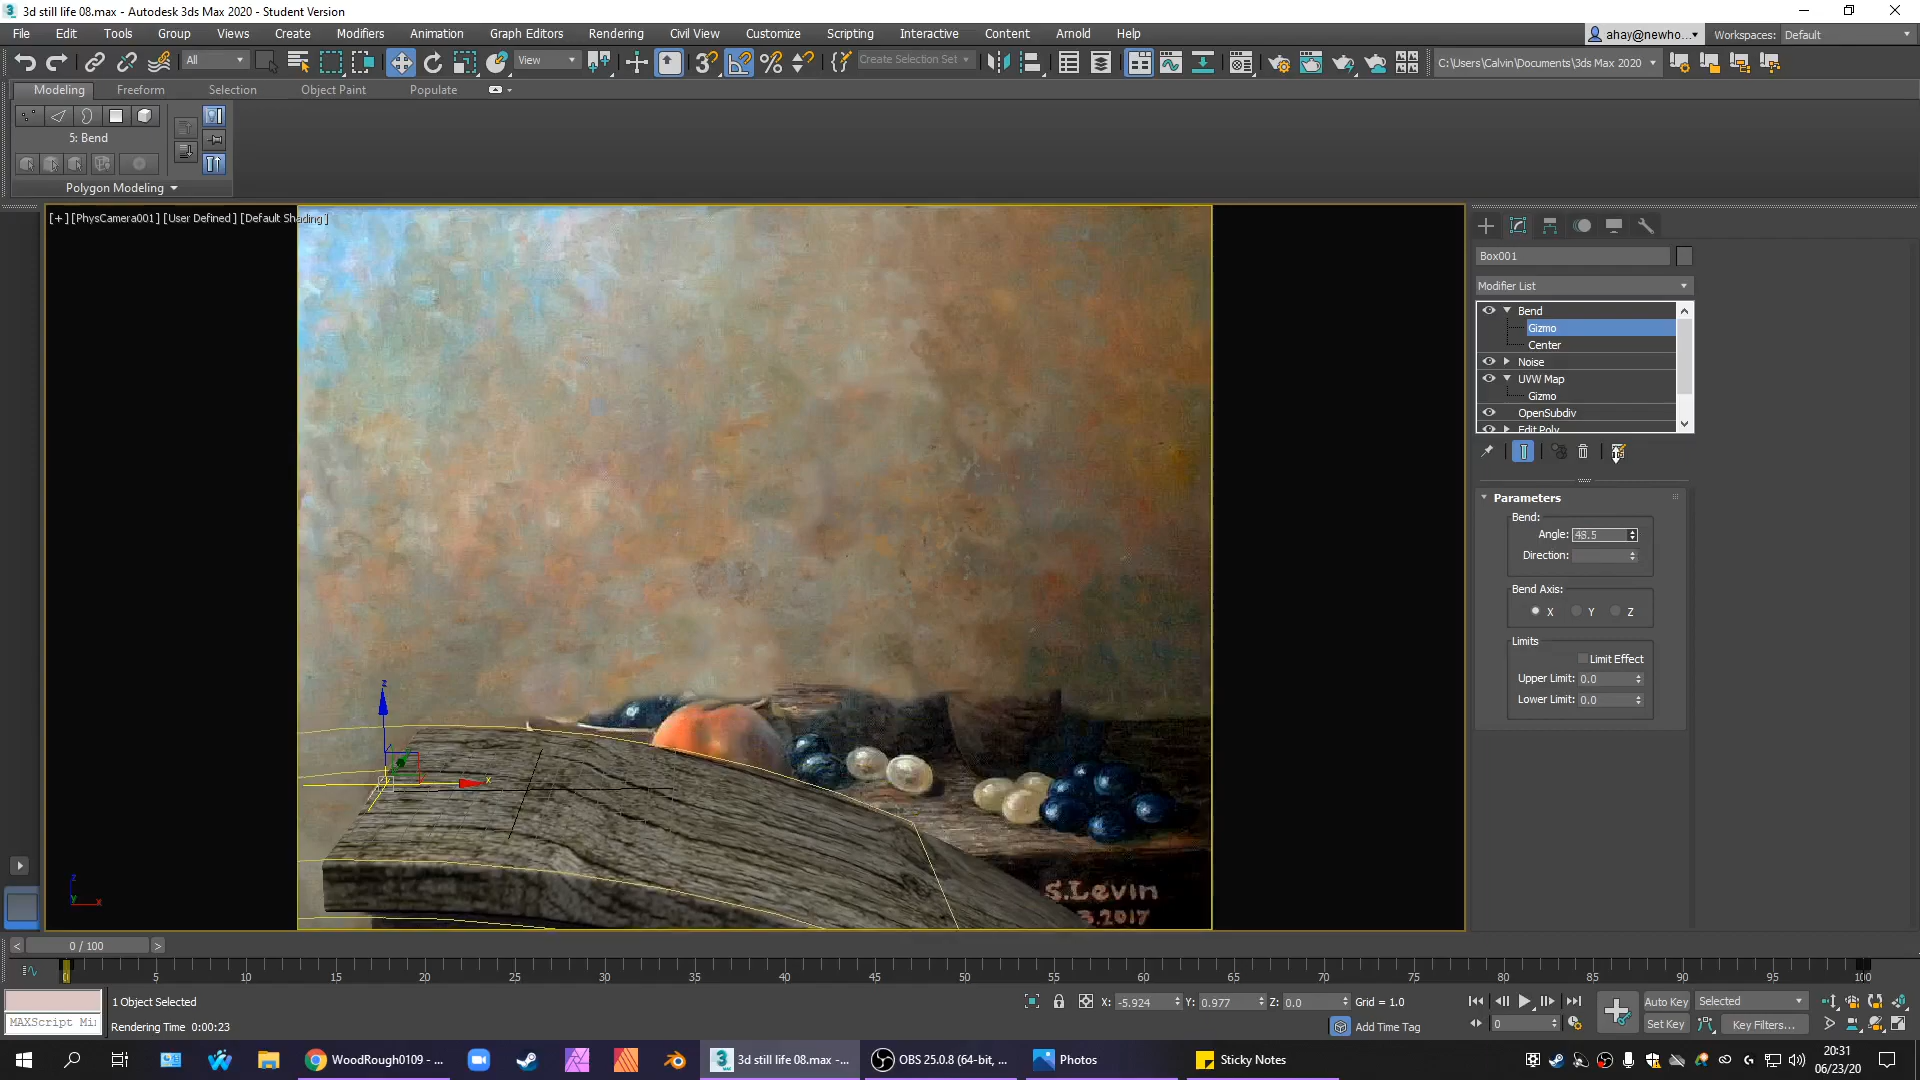 3d still life 08.max - Autodesk 3ds Max 2020 - Student Version
File Edit Tools Group Views Create Modifiers Animation Graph Editors Rendering Civil View Customize Scripting Interactive Content Arnold Help
ahay@newho... Workspaces: Default
All View Create Selection Set C:\Users\Calvin\Documents\3ds Max 2020
Modeling Freeform Selection Object Paint Populate
5: Bend
Polygon Modeling
[+] [PhysCamera001] [User Defined] [Default Shading]
Box001
Modifier List
Bend
Gizmo
Center
Noise
UVW Map
Gizmo
OpenSubdiv
Edit Poly
Parameters
Bend:
Angle: 43.5
Direction:
Bend Axis:
X Y Z
Limits
Limit Effect
Upper Limit: 0.0
Lower Limit: 0.0
z
x
S.Levin
3.2017
z
y x
< 0 / 100 >
0 5 10 15 20 25 30 35 40 45 50 55 60 65 70 75 80 85 90 95 100
1 Object Selected X: -5.924 Y: 0.977 Z: 0.0 Grid = 1.0 Auto Key Selected
MAXScript Mi Rendering Time 0:00:23 Add Time Tag 0 Set Key Key Filters...
WoodRough0109 - ... 3d still life 08.max -... OBS 25.0.8 (64-bit, ... Photos Sticky Notes
20:31
06/23/20